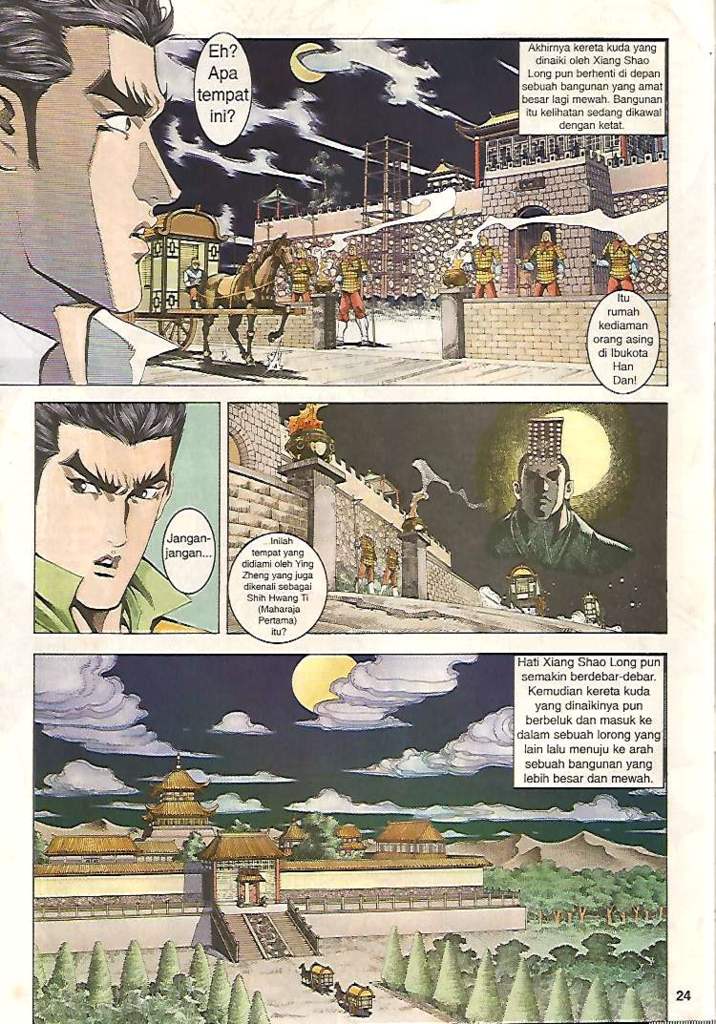 Eh?
Apa
tempat
ini?
Akhirnya kereta kuda yang
dinaiki oleh Xiang Shao
Long pun berhenti di depan
sebuah bangunan yang amat
besar lagi mewah. Bangunan
itu kelihatan sedang dikawal
dengan ketat.
Itu
rumah
kediaman
orang asing
di Ibukota
Han
Dan!
Jangan-
jangan...
...Inilah
tempat yang
didiami oleh Ying
Zheng yang juga
dikenali sebagai
Shih Hwang Ti
(Maharaja
Pertama)
itu?
Hati Xiang Shao Long pun
semakin berdebar-debar.
Kemudian kereta kuda
yang dinaikinya pun
berbeluk dan masuk ke
dalam sebuah lorong yang
lain lalu menuju ke arah
sebuah bangunan yang
lebih besar dan mewah.
24